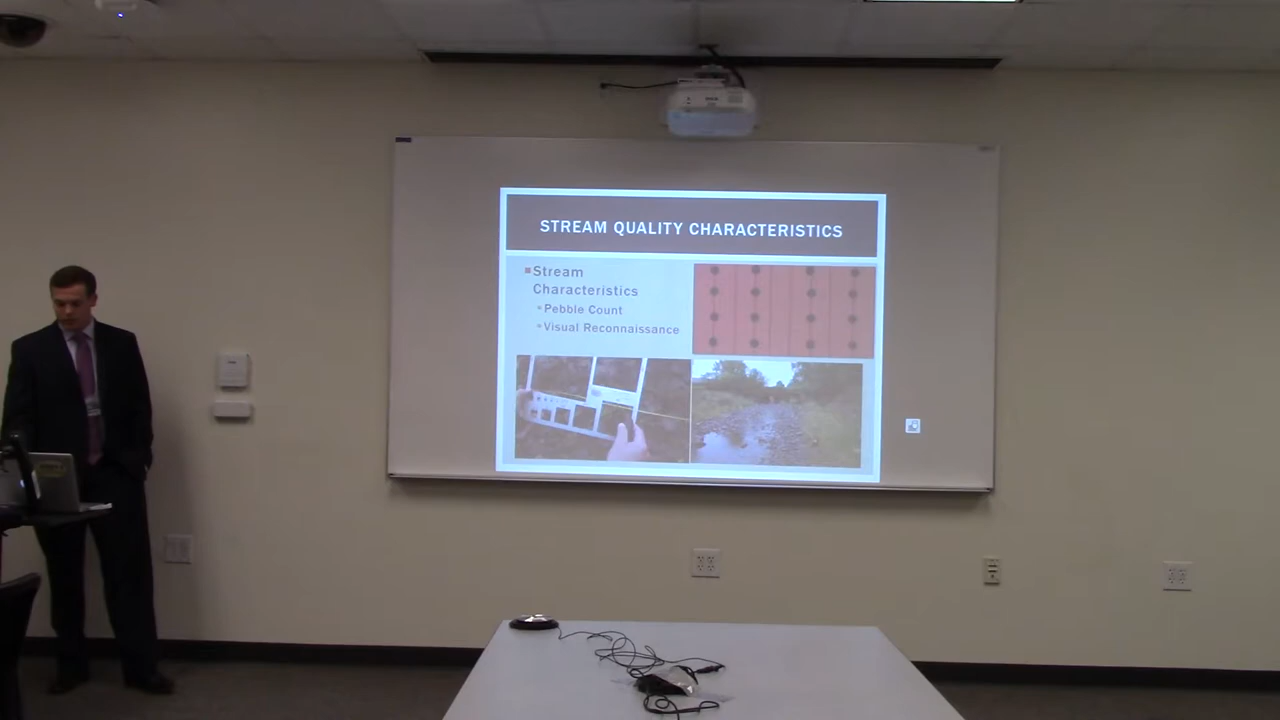 STREAM QUALITY CHARACTERISTICS
Stream
Characteristics
Pebble Count
Visual Reconnaissance